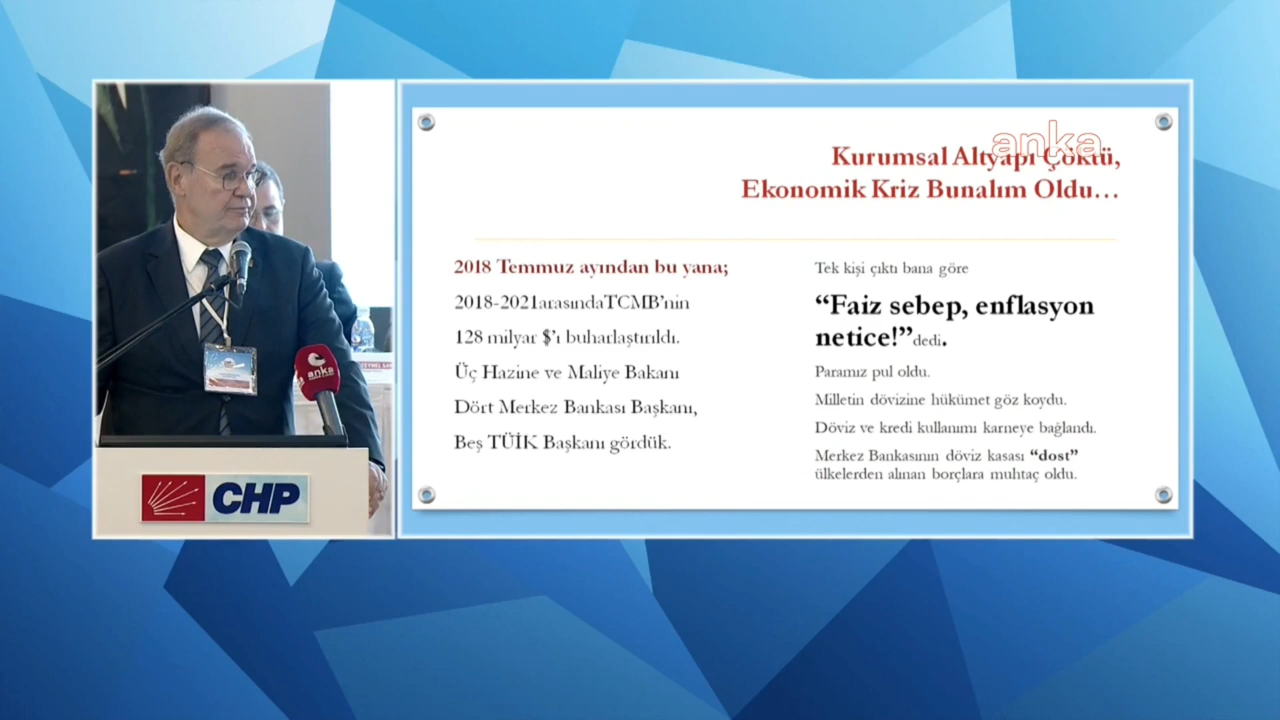 anka
Kurumsal Altyapı Çöktü,
Ekonomik Kriz Bunalım Oldu…
2018 Temmuz ayından bu yana;
2018-2021arasındaTCMB’nin
128 milyar $’ı buharlaştırıldı.
Üç Hazine ve Maliye Bakanı
Dört Merkez Bankası Başkanı,
Beş TÜİK Başkanı gördük.
Tek kişi çıktı bana göre
“Faiz sebep, enflasyon
netice!”dedi.
Paramız pul oldu.
Milletin dövizine hükümet göz koydu.
Döviz ve kredi kullanımı karneye bağlandı.
Merkez Bankasının döviz kasası “dost”
ülkelerden alınan borçlara muhtaç oldu.
anka
CHP